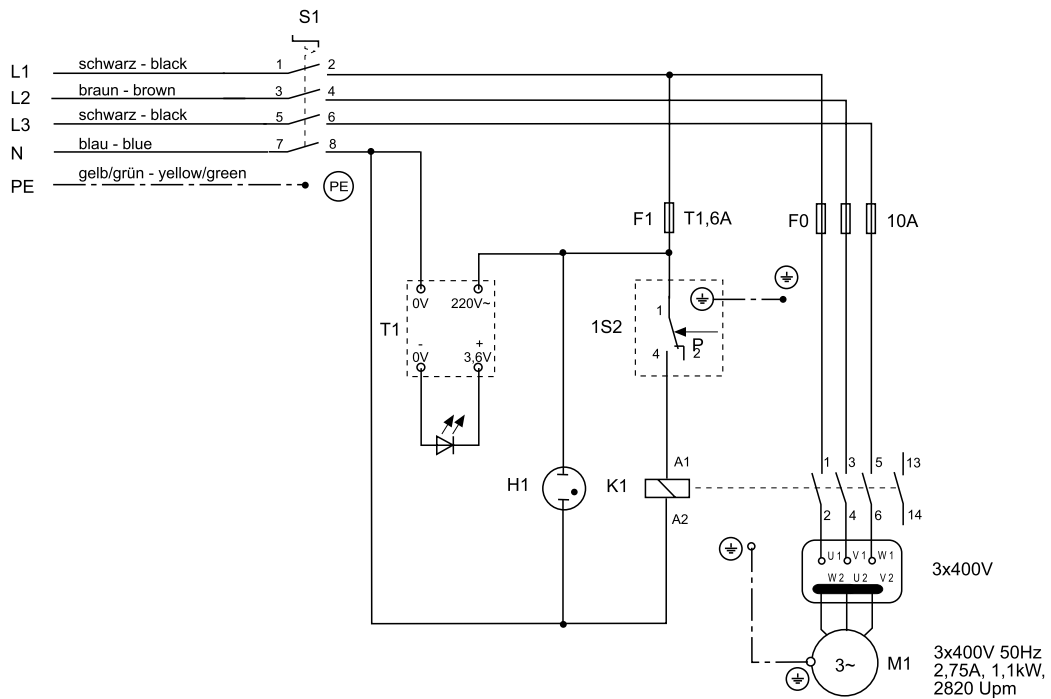 S1
L1 schwarz - black 1 2
L2 braun - brown 3 4
L3 schwarz - black 5 6
N blau - blue 7 8
PE gelb/grün - yellow/green PE
F1 T1,6A F0 10A
0V 220V~
T1
- +
0V 3,6V
1S2
1
P
4 2
H1
K1
A1
A2
1 3 5 13
2 4 6 14
U1 V1 W1
W2 U2 V2
3x400V
3~
M1
3x400V 50Hz
2,75A, 1,1kW,
2820 Upm